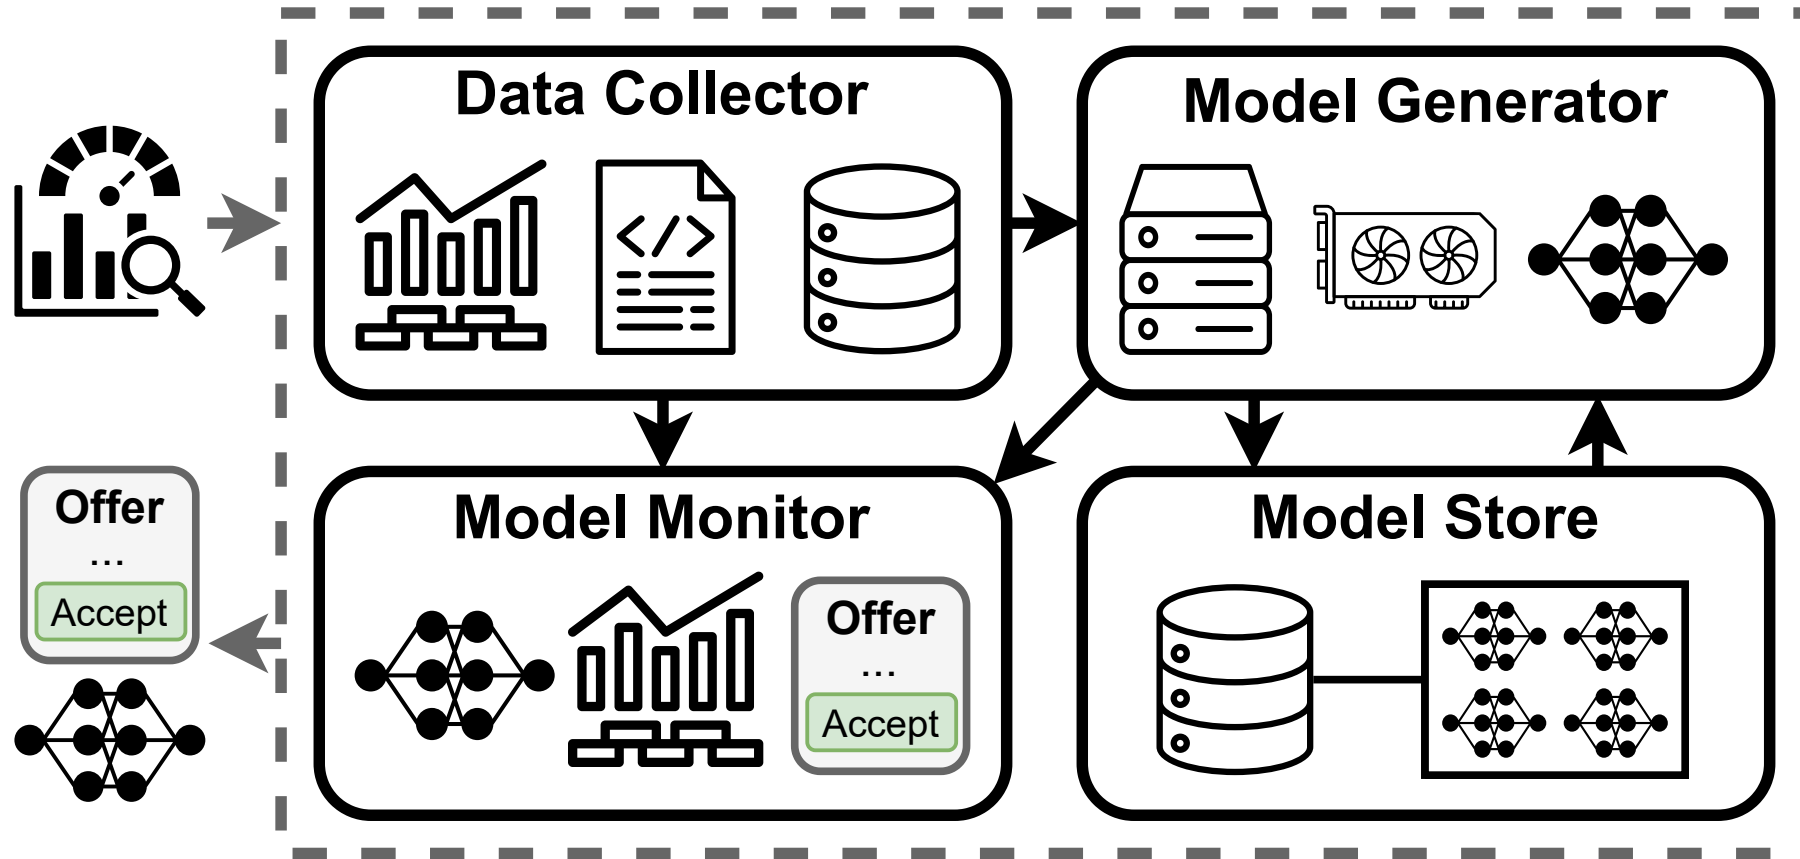 Data Collector
Model Generator
</>
Offer
...
Accept
Model Monitor
Offer
...
Accept
Model Store